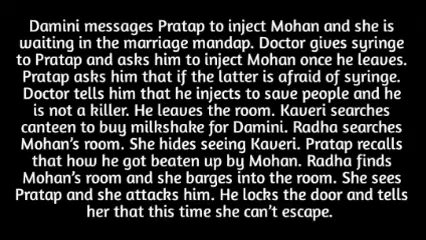 Damini messages Pratap to inject Mohan and she is
waiting in the marriage mandap. Doctor gives syringe
to Pratap and asks him to inject Mohan once he leaves.
Pratap asks him that if the latter is afraid of syringe.
Doctor tells him that he injects to save people and he
is not a killer. He leaves the room. Kaveri searches
canteen to buy milkshake for Damini. Radha searches
Mohan's room. She hides seeing Kaveri. Pratap recalls
that how he got beaten up by Mohan. Radha finds
Mohan's room and she barges into the room. She sees
Pratap and she attacks him. He locks the door and tells
her that this time she can't escape.